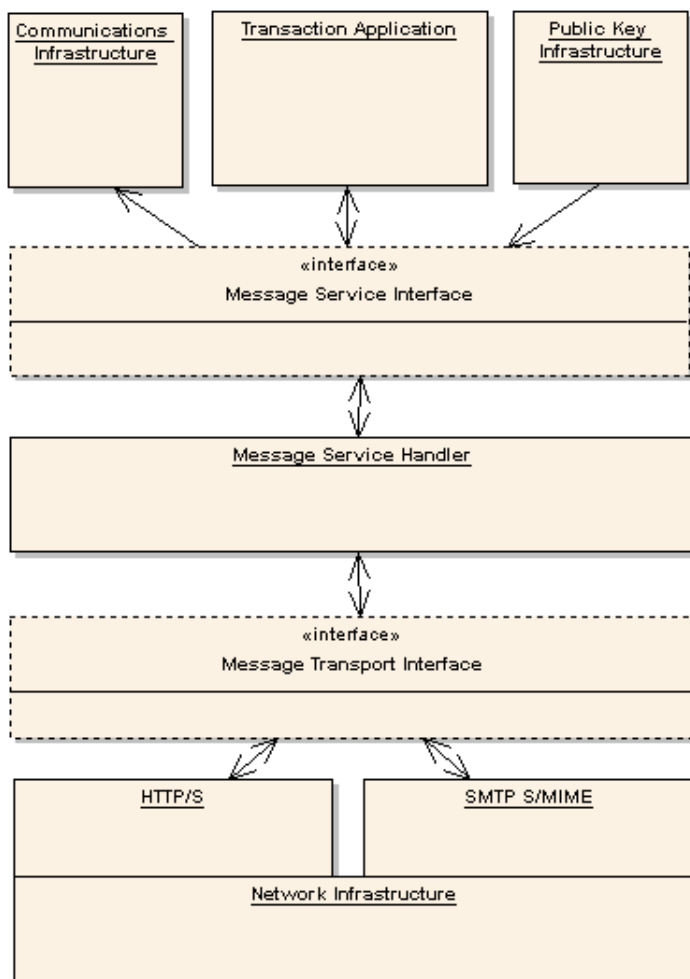 Communications
Infrastructure
Transaction Application
Public Key
Infrastructure
«interface»
Message Service Interface
Message Service Handler
«interface»
Message Transport Interface
HTTP/S
SMTP S/MIME
Network Infrastructure